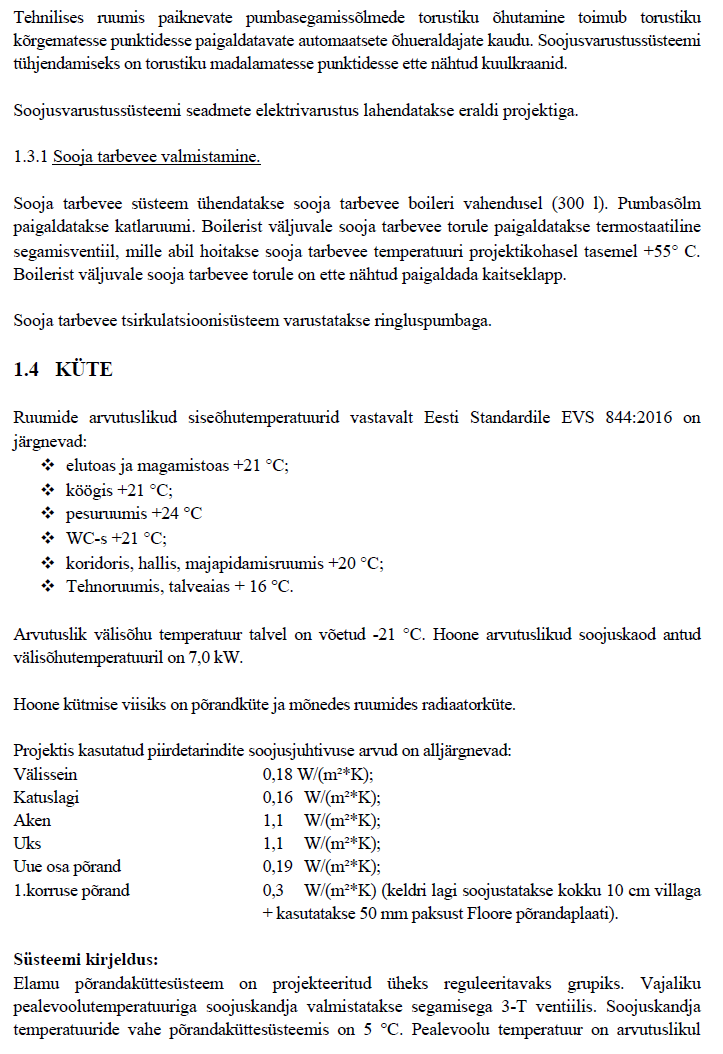 Tehnilises ruumis paiknevate pumbasegamissõlmede torustiku õhutamine toimub torustiku
kõrgematesse punktidesse paigaldatavate automaatsete õhueraldajate kaudu. Soojusvarustussüsteemi
tühjendamiseks on torustiku madalamatesse punktidesse ette nähtud kuulkraanid.
Soojusvarustussüsteemi seadmete elektrivarustus lahendatakse eraldi projektiga.
1.3.1 Sooja tarbevee valmistamine.
Sooja tarbevee süsteem ühendatakse sooja tarbevee boileri vahendusel (300 l). Pumbasõlm
paigaldatakse katlaruumi. Boilerist väljuvale sooja tarbevee torule paigaldatakse termostaatiline
segamisventiil, mille abil hoitakse sooja tarbevee temperatuuri projektikohasel tasemel +55° C.
Boilerist väljuvale sooja tarbevee torule on ette nähtud paigaldada kaitseklapp.
Sooja tarbevee tsirkulatsioonisüsteem varustatakse ringluspumbaga.
1.4 KÜTE
Ruumide arvutuslikud siseõhutemperatuurid vastavalt Eesti Standardile EVS 844:2016 on
järgnevad:
❖ elutoas ja magamistoas +21 °C;
❖ köögis +21 °C;
❖ pesuruumis +24 °C
❖ WC-s +21 °C;
❖ koridoris, hallis, majapidamisruumis +20 °C;
❖ Tehnoruumis, talveaias + 16 °C.
Arvutuslik välisõhu temperatuur talvel on võetud -21 °C. Hoone arvutuslikud soojuskaod antud
välisõhutemperatuuril on 7,0 kW.
Hoone kütmise viisiks on põrandküte ja mõnedes ruumides radiaatorküte.
Projektis kasutatud piirdetarindite soojusjuhtivuse arvud on alljärgnevad:
Välissein 0,18 W/(m²*K);
Katuslagi 0,16 W/(m²*K);
Aken 1,1 W/(m²*K);
Uks 1,1 W/(m²*K);
Uue osa põrand 0,19 W/(m²*K);
1.korruse põrand 0,3 W/(m²*K) (keldri lagi soojustatakse kokku 10 cm villaga
+ kasutatakse 50 mm paksust Floore põrandaplaati).
Süsteemi kirjeldus:
Elamu põrandaküttesüsteem on projekteeritud üheks reguleeritavaks grupiks. Vajaliku
pealevoolutemperatuuriga soojuskandja valmistatakse segamisega 3-T ventiilis. Soojuskandja
temperatuuride vahe põrandaküttesüsteemis on 5 °C. Pealevoolu temperatuur on arvutuslikul